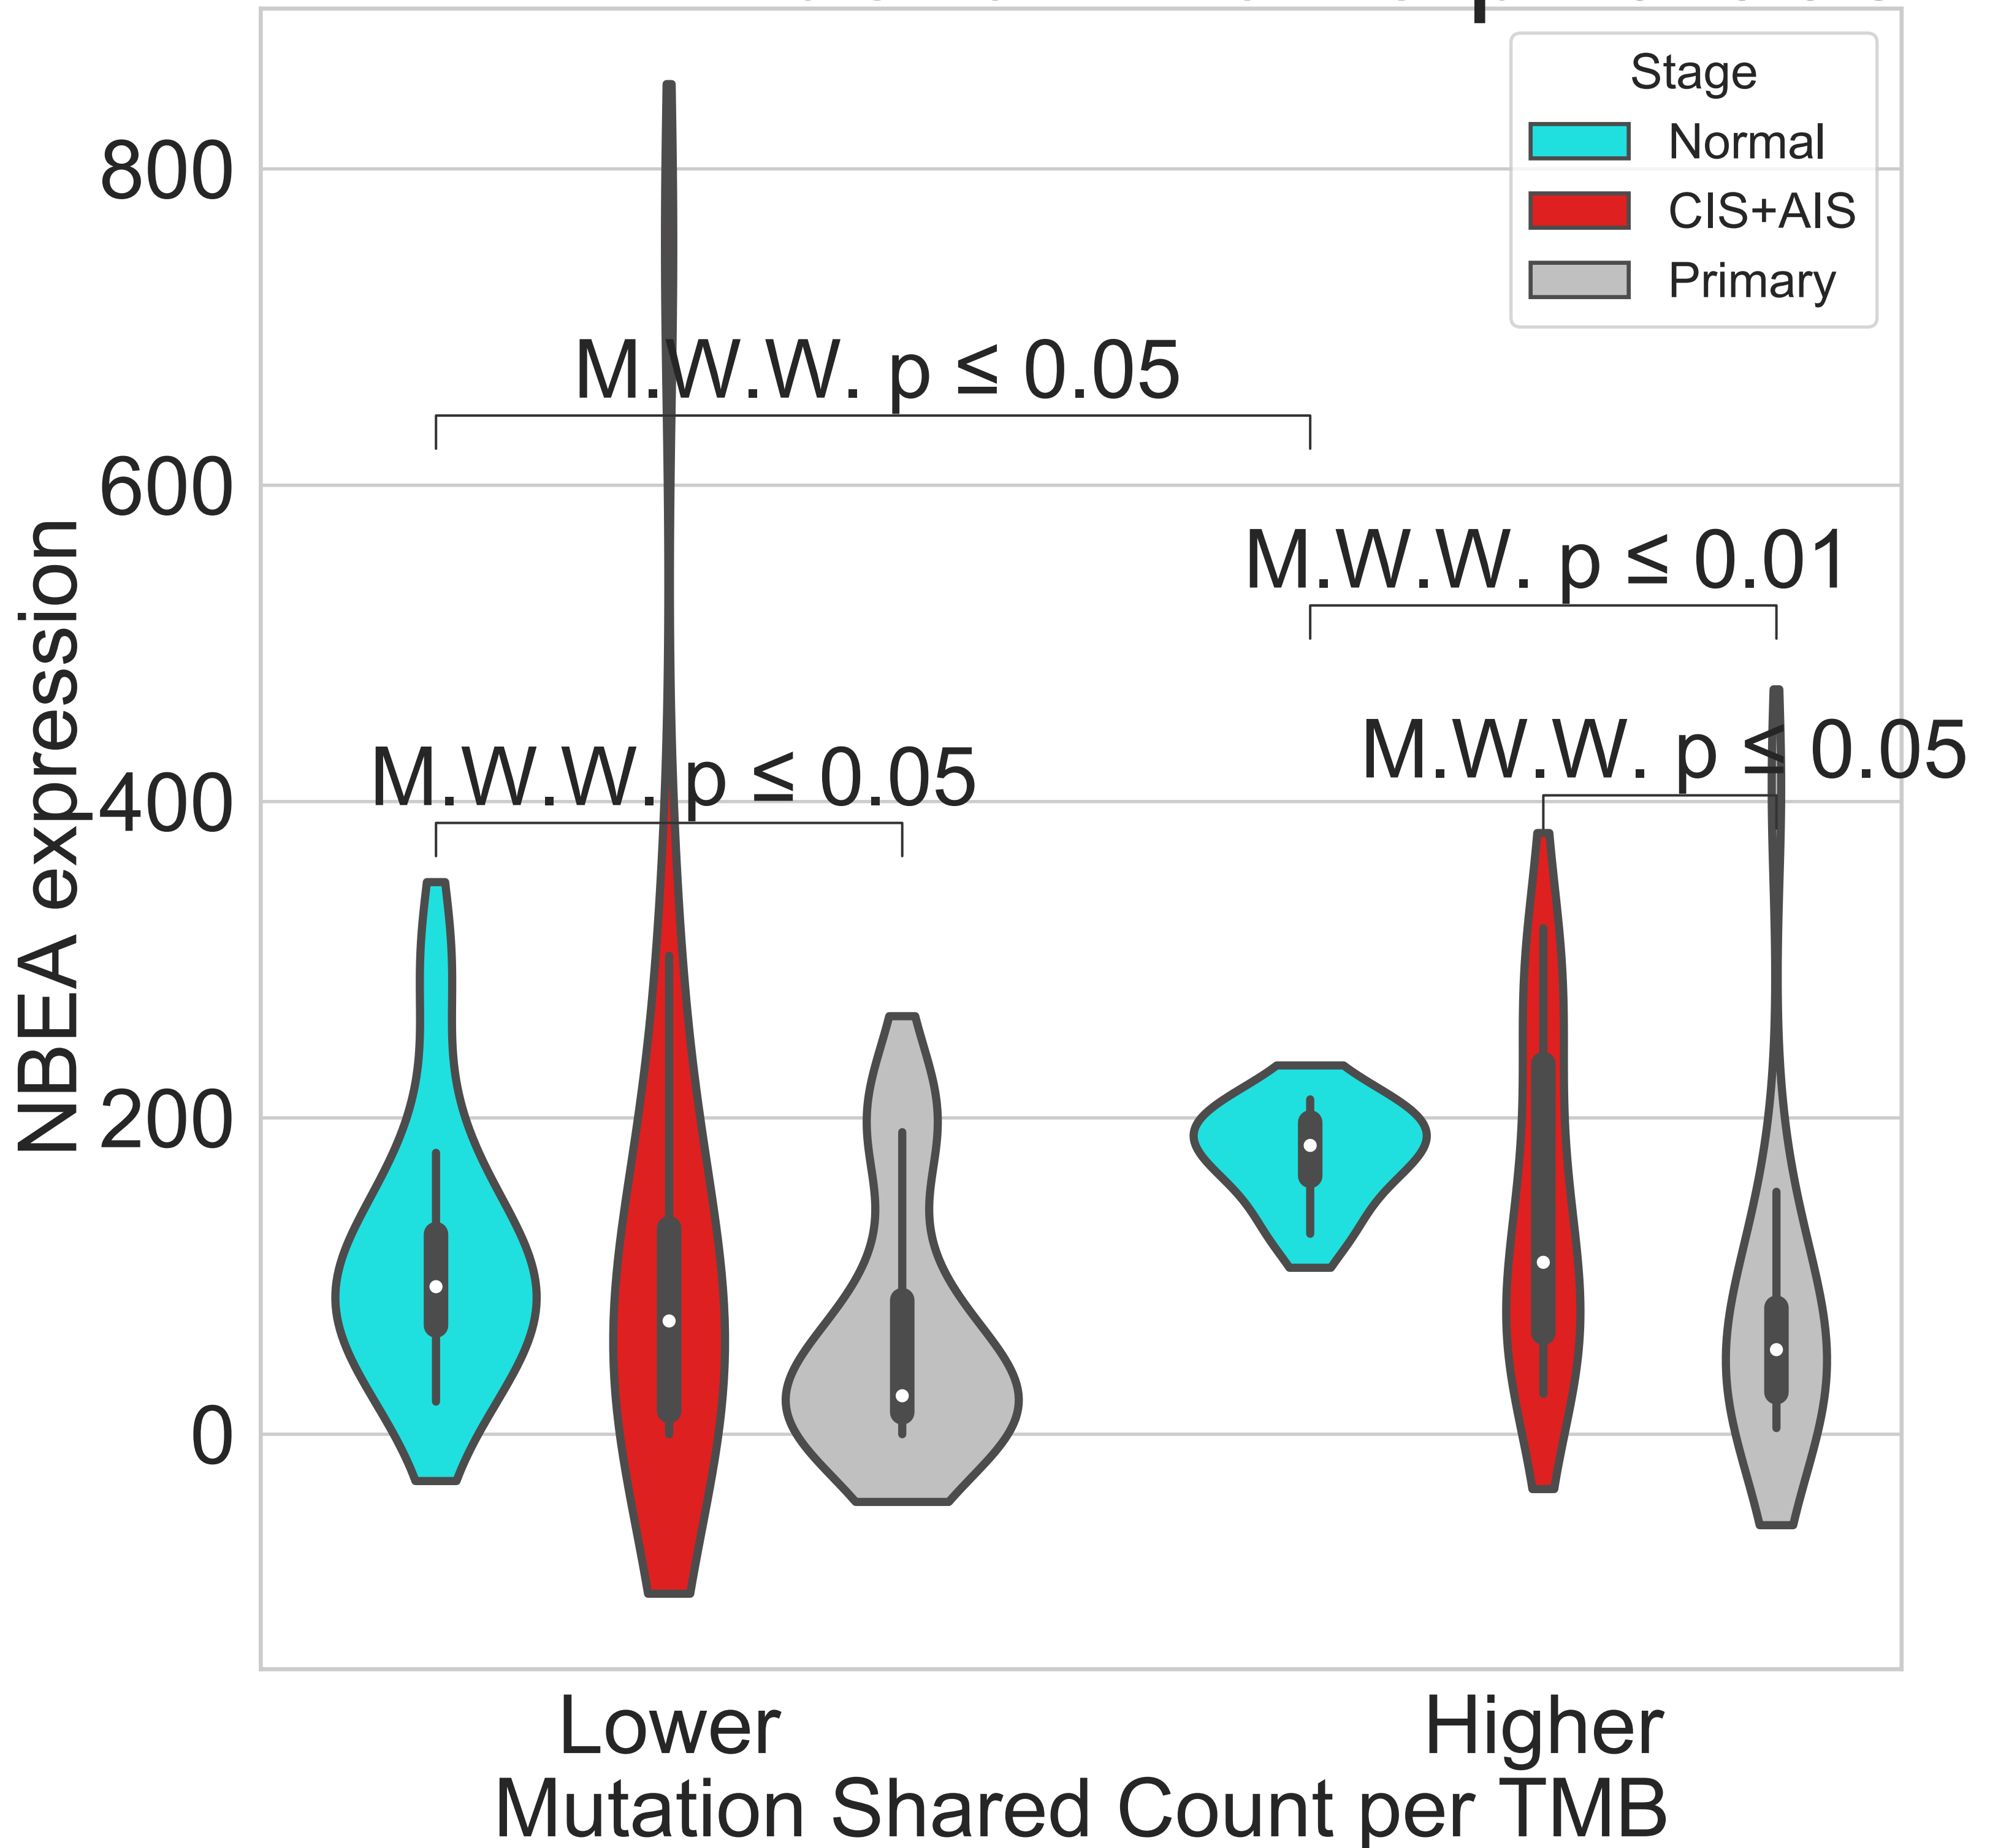 Stage
Normal
CIS+AIS
Primary
800
600
400
200
0
NBEA expression
M.W.W. p ≤ 0.05
M.W.W. p ≤ 0.01
M.W.W. p ≤ 0.05
M.W.W. p ≤ 0.05
Lower
Higher
Mutation Shared Count per TMB